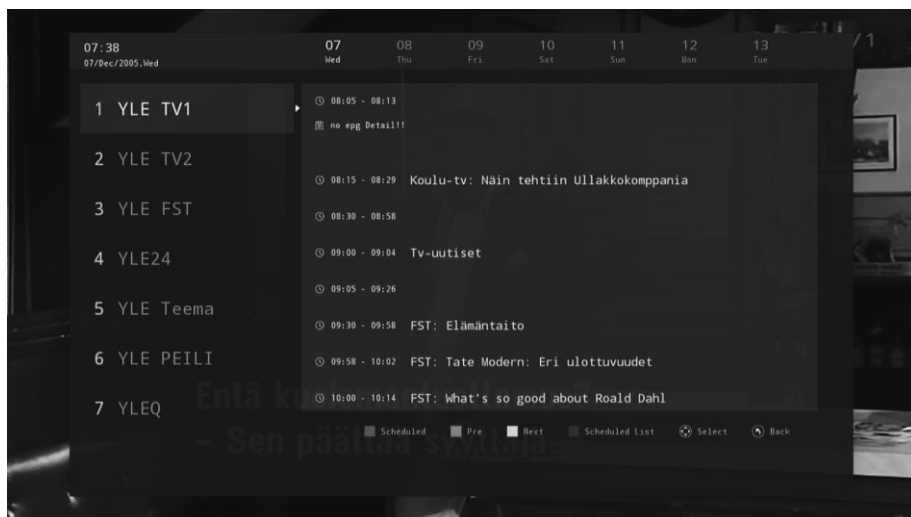 07:38
07/Dec/2005,Wed
07 08 09 10 11 12 13
Wed Thu Fri Sat Sun Mon Tue
/1
1 YLE TV1
2 YLE TV2
3 YLE FST
4 YLE24
5 YLE Teema
6 YLE PEILI
7 YLEQ
08:05 - 08:13
no epg Detail!!
08:15 - 08:29 Koulu-tv: Näin tehtiin Ullakkokomppania
08:30 - 08:58
09:00 - 09:04 Tv-uutiset
09:05 - 09:26
09:30 - 09:58 FST: Elämäntaito
09:58 - 10:02 FST: Tate Modern: Eri ulottuvuudet
10:00 - 10:14 FST: What's so good about Roald Dahl
Scheduled Pre Next Scheduled List Select Back
Entä
- Sen päättää syyttäjä.